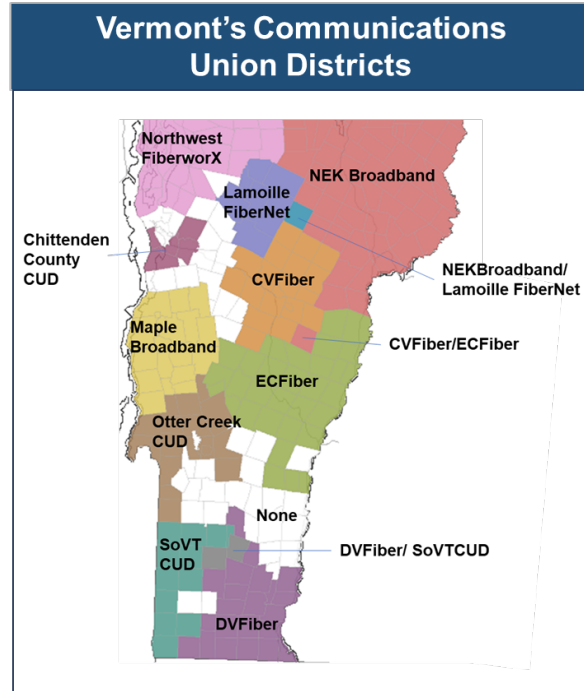 Vermont's Communications
Union Districts
Northwest
FiberworX
NEK Broadband
Lamoille
FiberNet
Chittenden
County
CUD
NEKBroadband/
Lamoille FiberNet
CVFiber
Maple
Broadband
CVFiber/ECFiber
ECFiber
Otter Creek
CUD
None
SoVT
CUD
DVFiber/ SoVTCUD
DVFiber